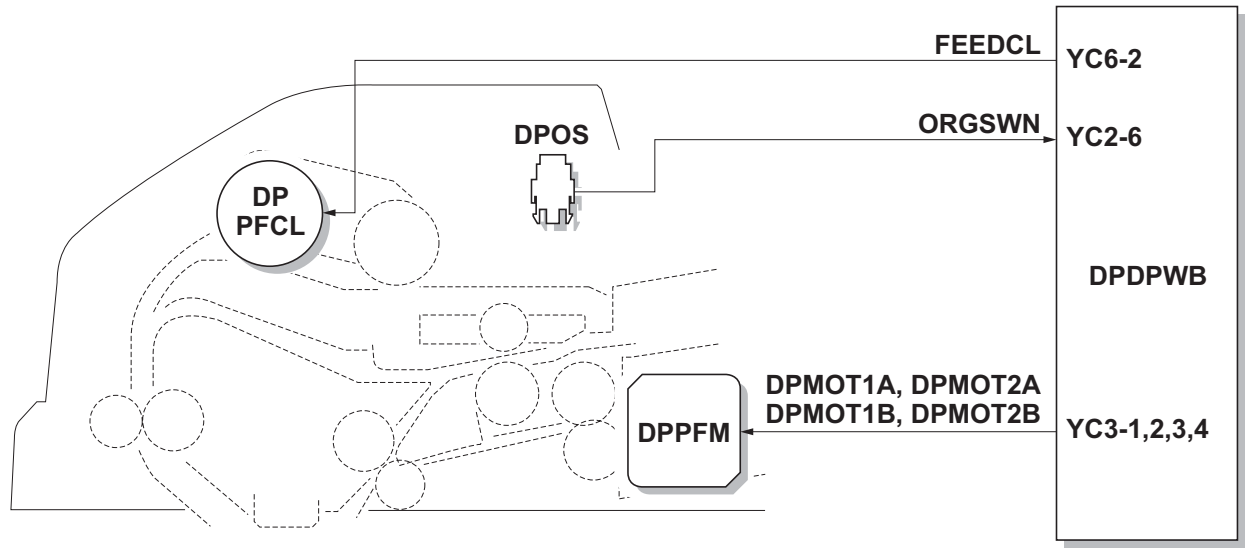 FEEDCL
YC6-2
ORGSWN
YC2-6
DPOS
DP
PFCL
DPDPWB
DPMOT1A, DPMOT2A
DPMOT1B, DPMOT2B
DPPFM
YC3-1,2,3,4